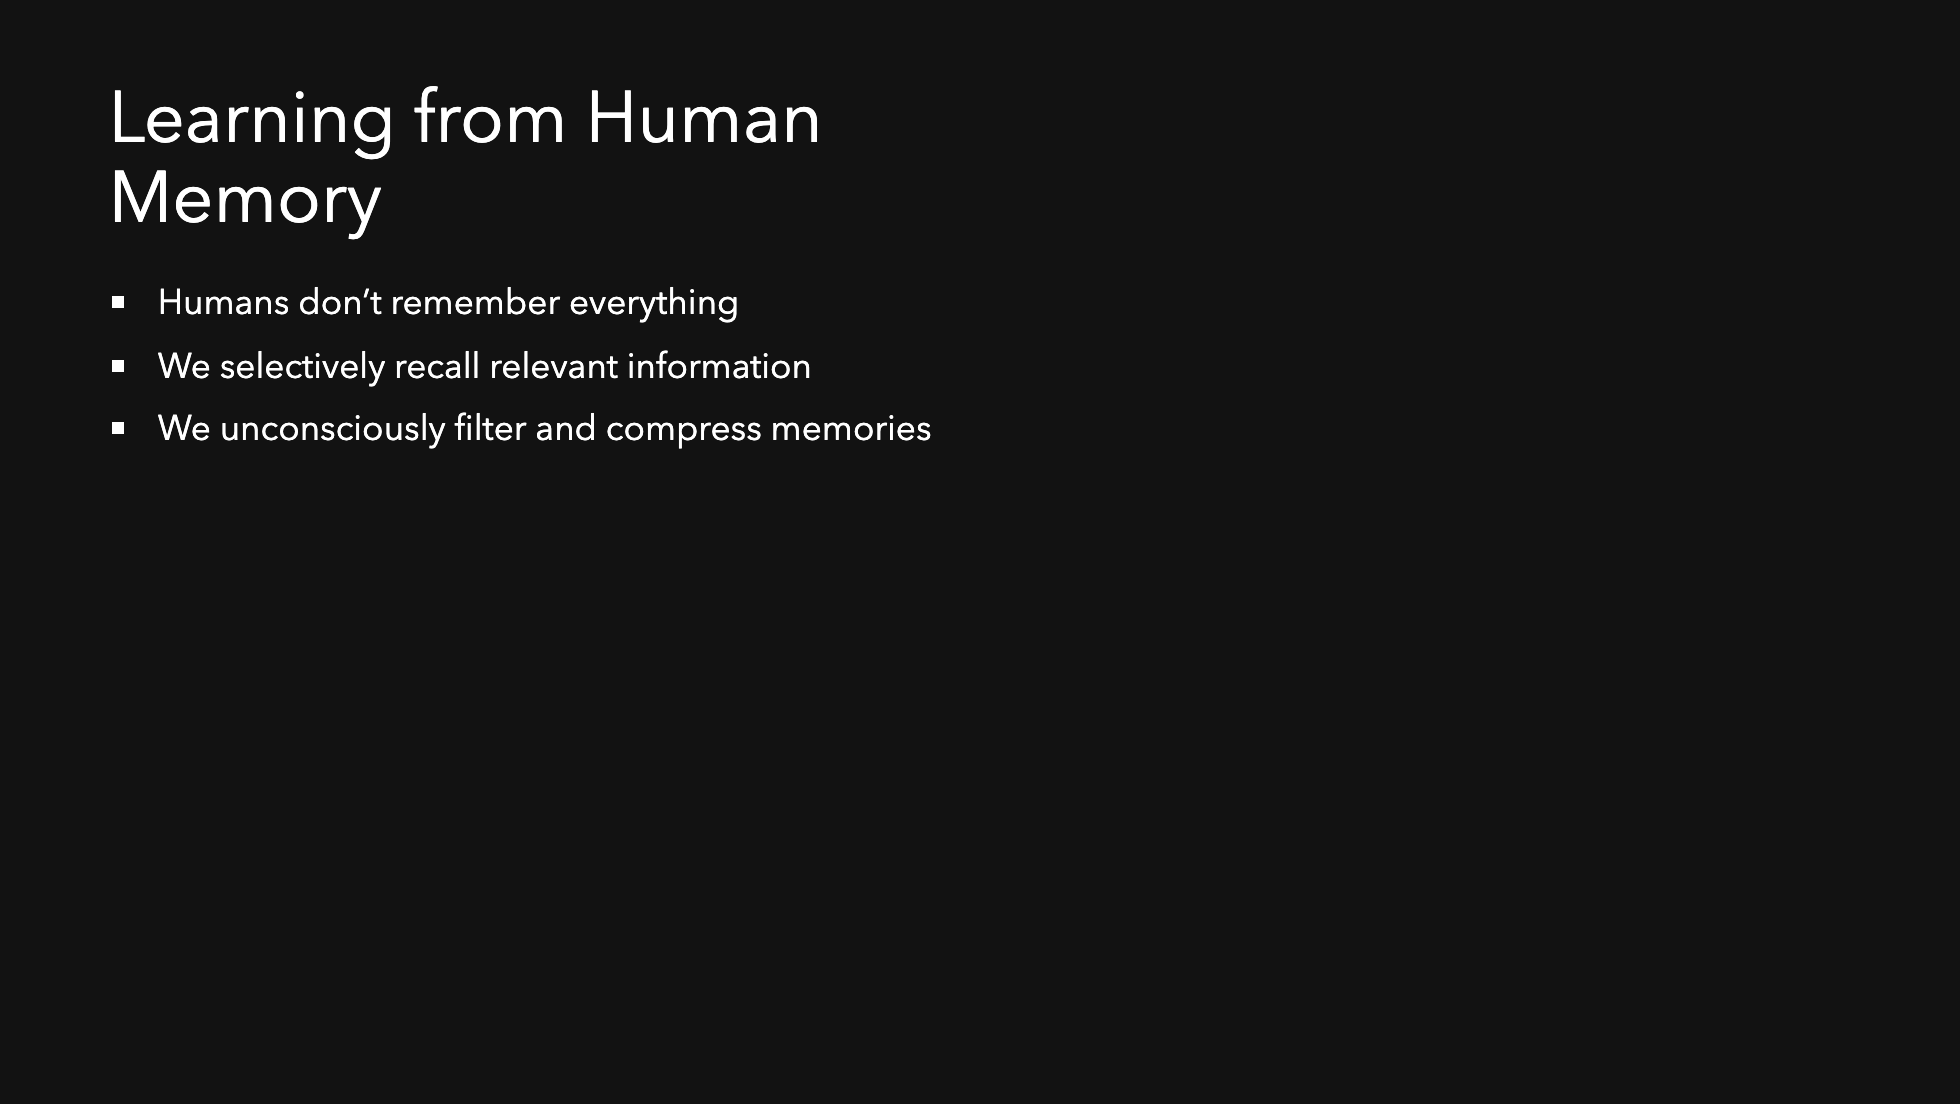 Learning from Human
Memory
▪ Humans don’t remember everything
▪ We selectively recall relevant information
▪ We unconsciously filter and compress memories